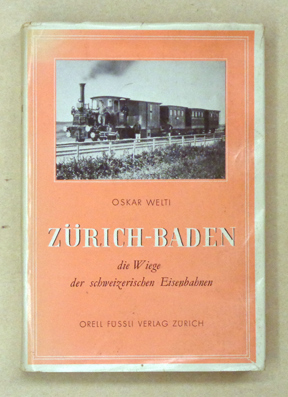 OSKAR WELTI
ZÜRICH-BADEN
die Wiege
der schweizerischen Eisenbahnen
ORELL FÜSSLI VERLAG ZÜRICH